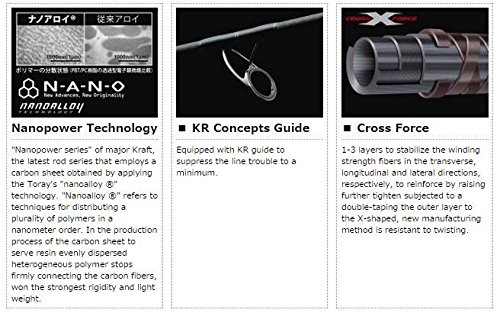 ナノアロイ® 従来アロイ
1000nm(1μm) 1000nm(1μm)
ポリマーの分散状態（PBT/PC樹脂の透過型電子顕微鏡比較）
N-A-N-O
New Advances, New Originality
NANOALLOY
TECHNOLOGY
Nanopower Technology
"Nanopower series" of major Kraft,
the latest rod series that employs a
carbon sheet obtained by applying
the Toray's "nanoalloy ®"
technology. "Nanoalloy ®" refers to
techniques for distributing a
plurality of polymers in a
nanometer order. In the production
process of the carbon sheet to
serve resin evenly dispersed
heterogeneous polymer stops
firmly connecting the carbon fibers,
won the strongest rigidity and light
weight.
■ KR Concepts Guide
Equipped with KR guide to
suppress the line trouble to a
minimum.
CROSS X FORCE
■ Cross Force
1-3 layers to stabilize the winding
strength fibers in the transverse,
longitudinal and lateral directions,
respectively, to reinforce by raising
further tighten subjected to a
double-taping the outer layer to
the X-shaped, new manufacturing
method is resistant to twisting.